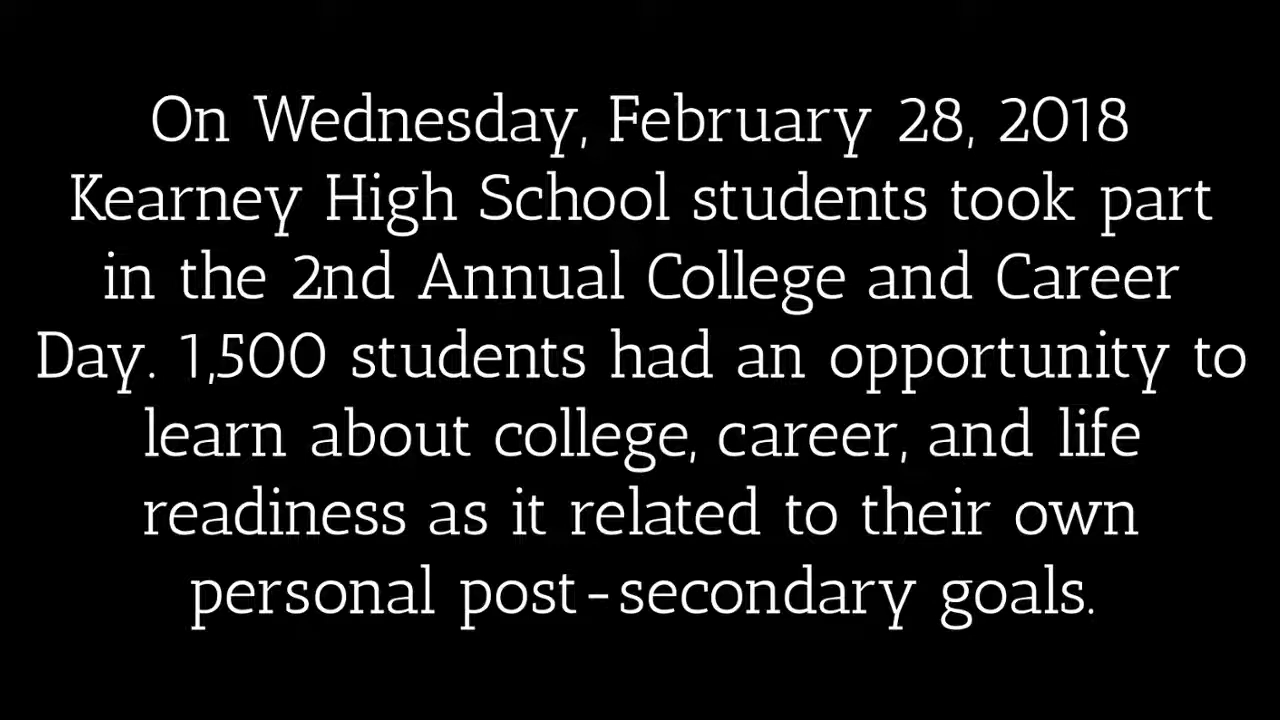 On Wednesday, February 28, 2018
Kearney High School students took part
in the 2nd Annual College and Career
Day. 1,500 students had an opportunity to
learn about college, career, and life
readiness as it related to their own
personal post-secondary goals.